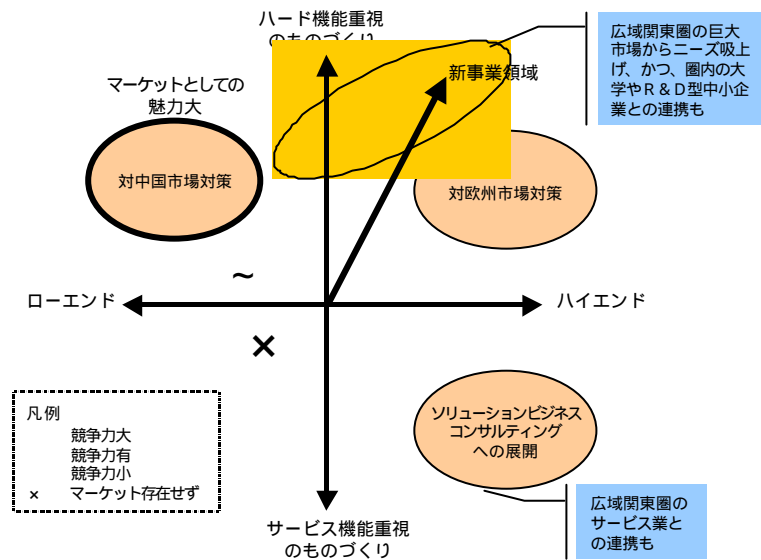 ハード機能重視
のものづくり
広域関東圏の巨大
市場からニーズ吸上
げ、かつ、圏内の大
学やR&D型中小企
業との連携も
新事業領域
マーケットとしての
魅力大
対中国市場対策
対欧州市場対策
～
ローエンド
ハイエンド
×
凡例
競争力大
競争力有
競争力小
× マーケット存在せず
ソリューションビジネス
コンサルティング
への展開
広域関東圏の
サービス業と
の連携も
サービス機能重視
のものづくり